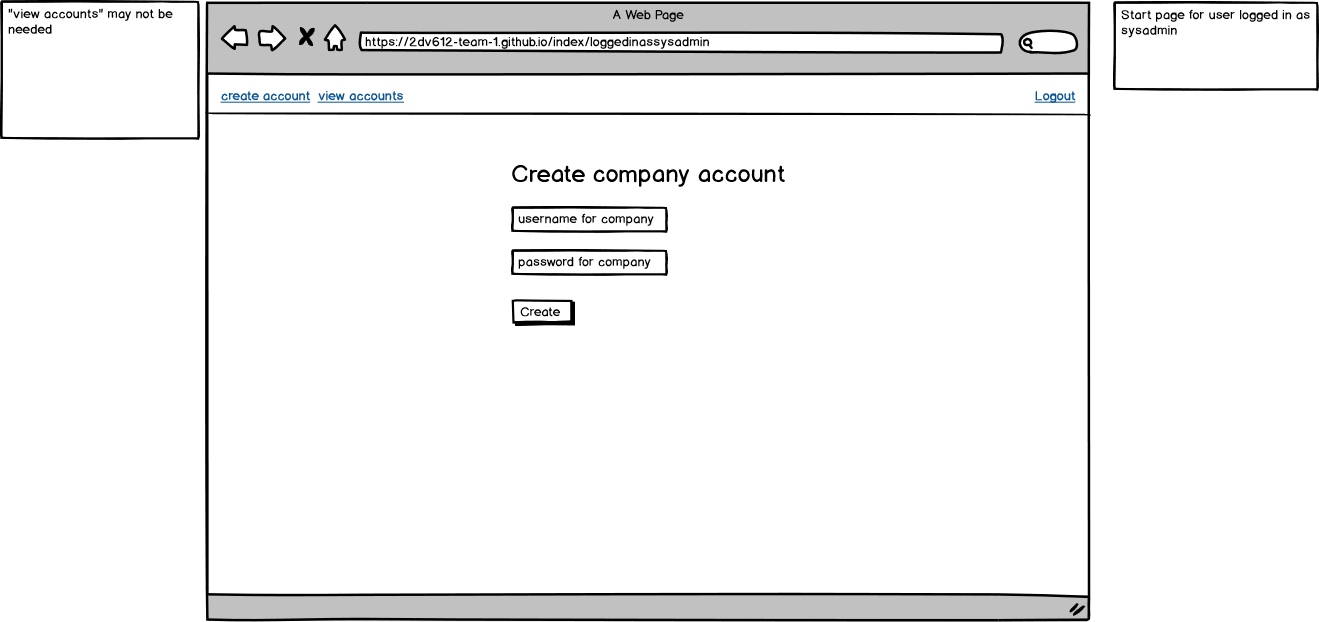 "view accounts" may not be
needed
A Web Page
https://2dv612-team-1.github.io/index/loggedinassysadmin
create account view accounts
Logout
Create company account
username for company
password for company
Create
Start page for user logged in as
sysadmin